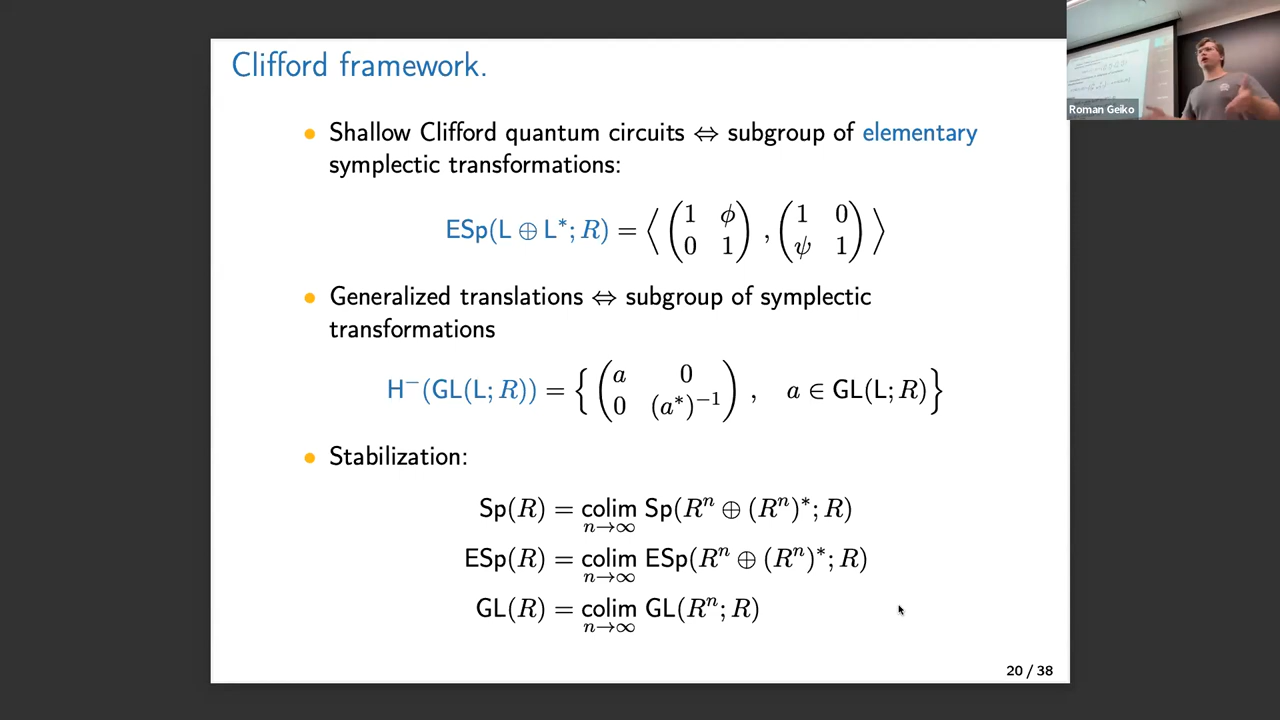 Clifford framework.
• Shallow Clifford quantum circuits ⇔ subgroup of elementary
symplectic transformations:
ESp(L ⊕ L*; R) = ⟨ (1 ϕ; 0 1) , (1 0; ψ 1) ⟩
• Generalized translations ⇔ subgroup of symplectic
transformations
H⁻(GL(L; R)) = { (a 0; 0 (a*)⁻¹) , a ∈ GL(L; R) }
• Stabilization:
Sp(R) = colim_{n→∞} Sp(Rⁿ ⊕ (Rⁿ)*; R)
ESp(R) = colim_{n→∞} ESp(Rⁿ ⊕ (Rⁿ)*; R)
GL(R) = colim_{n→∞} GL(Rⁿ; R)
20 / 38
Roman Geiko